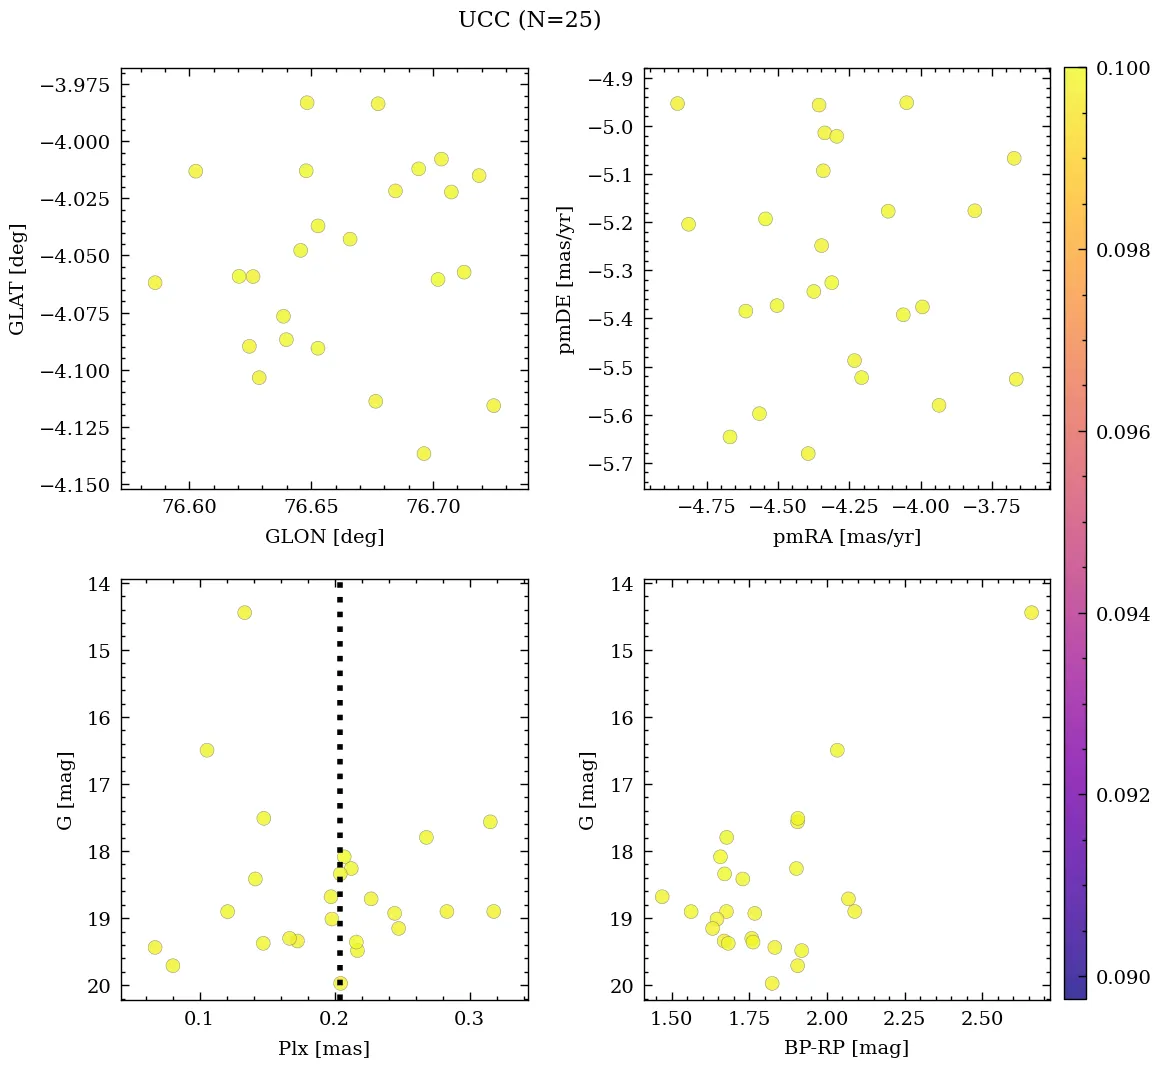 UCC (N=25)
−3.975
−4.000
−4.025
−4.050
−4.075
−4.100
−4.125
−4.150
GLAT [deg]
76.60 76.65 76.70
GLON [deg]
−4.9
−5.0
−5.1
−5.2
−5.3
−5.4
−5.5
−5.6
−5.7
pmDE [mas/yr]
−4.75 −4.50 −4.25 −4.00 −3.75
pmRA [mas/yr]
0.100
0.098
0.096
0.094
0.092
0.090
14
15
16
17
18
19
20
G [mag]
0.1 0.2 0.3
Plx [mas]
14
15
16
17
18
19
20
G [mag]
1.50 1.75 2.00 2.25 2.50
BP-RP [mag]